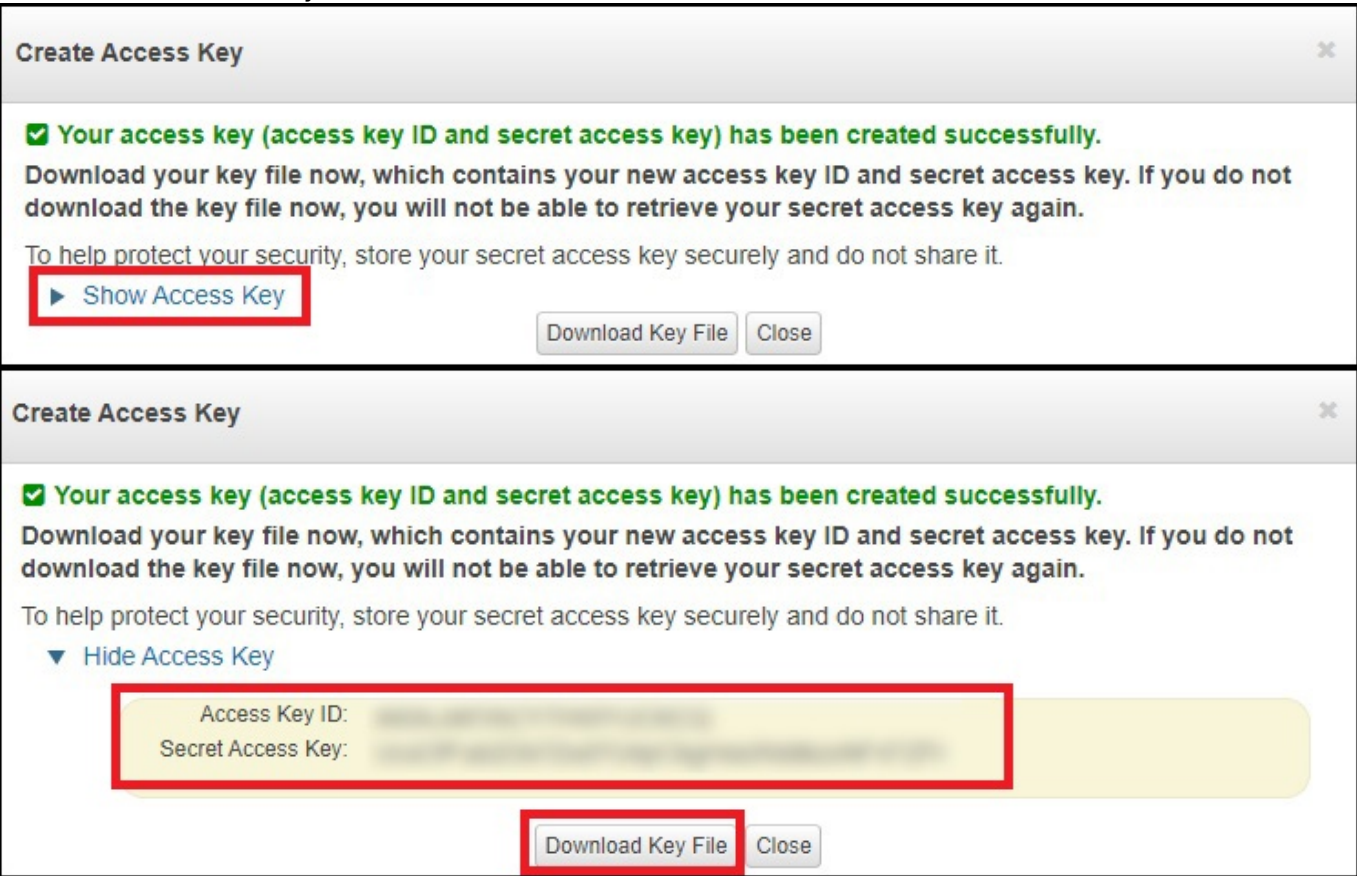 Create Access Key
Your access key (access key ID and secret access key) has been created successfully.
Download your key file now, which contains your new access key ID and secret access key. If you do not
download the key file now, you will not be able to retrieve your secret access key again.
To help protect your security, store your secret access key securely and do not share it.
Show Access Key
Download Key File Close
Create Access Key
Your access key (access key ID and secret access key) has been created successfully.
Download your key file now, which contains your new access key ID and secret access key. If you do not
download the key file now, you will not be able to retrieve your secret access key again.
To help protect your security, store your secret access key securely and do not share it.
Hide Access Key
Access Key ID:
Secret Access Key:
Download Key File Close